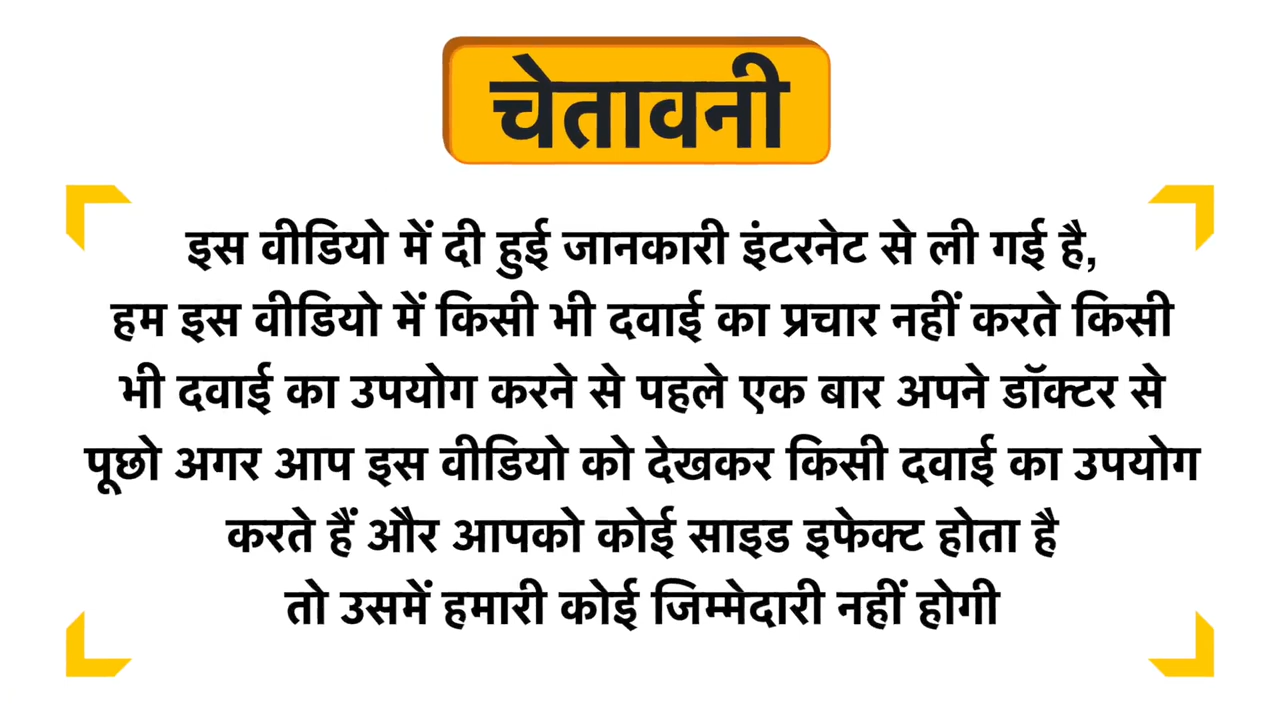 चेतावनी
इस वीडियो में दी हुई जानकारी इंटरनेट से ली गई है,
हम इस वीडियो में किसी भी दवाई का प्रचार नहीं करते किसी
भी दवाई का उपयोग करने से पहले एक बार अपने डॉक्टर से
पूछो अगर आप इस वीडियो को देखकर किसी दवाई का उपयोग
करते हैं और आपको कोई साइड इफेक्ट होता है
तो उसमें हमारी कोई जिम्मेदारी नहीं होगी